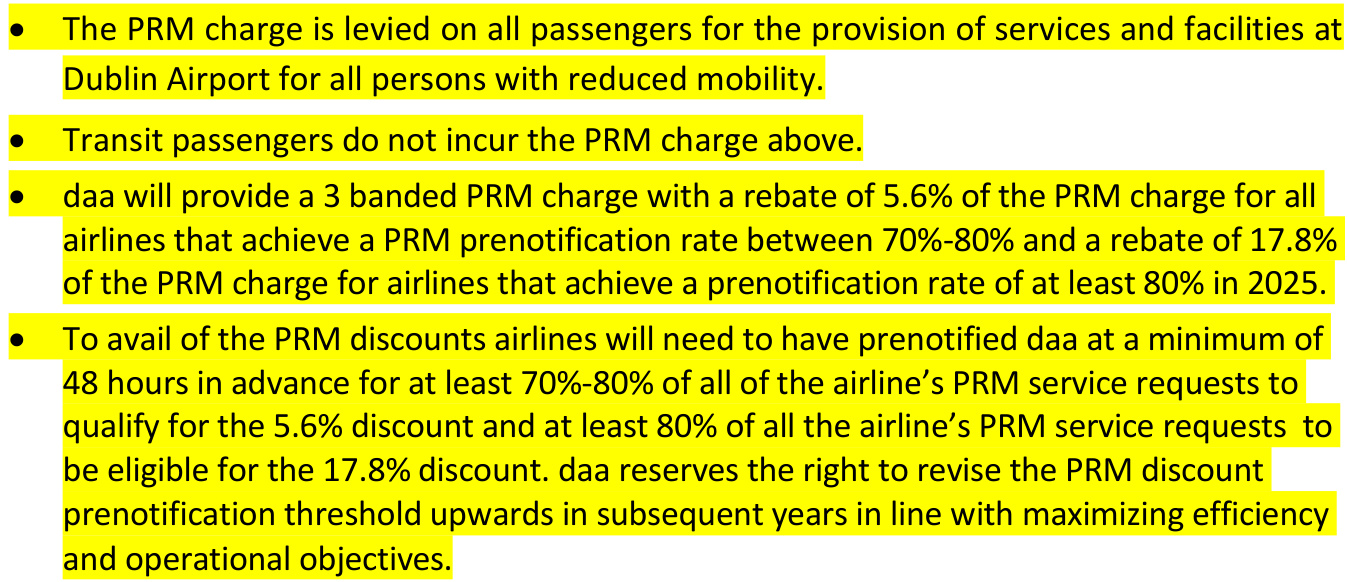 • The PRM charge is levied on all passengers for the provision of services and facilities at
Dublin Airport for all persons with reduced mobility.
• Transit passengers do not incur the PRM charge above.
• daa will provide a 3 banded PRM charge with a rebate of 5.6% of the PRM charge for all
airlines that achieve a PRM prenotification rate between 70%-80% and a rebate of 17.8%
of the PRM charge for airlines that achieve a prenotification rate of at least 80% in 2025.
• To avail of the PRM discounts airlines will need to have prenotified daa at a minimum of
48 hours in advance for at least 70%-80% of all of the airline’s PRM service requests to
qualify for the 5.6% discount and at least 80% of all the airline’s PRM service requests  to
be eligible for the 17.8% discount. daa reserves the right to revise the PRM discount
prenotification threshold upwards in subsequent years in line with maximizing efficiency
and operational objectives.